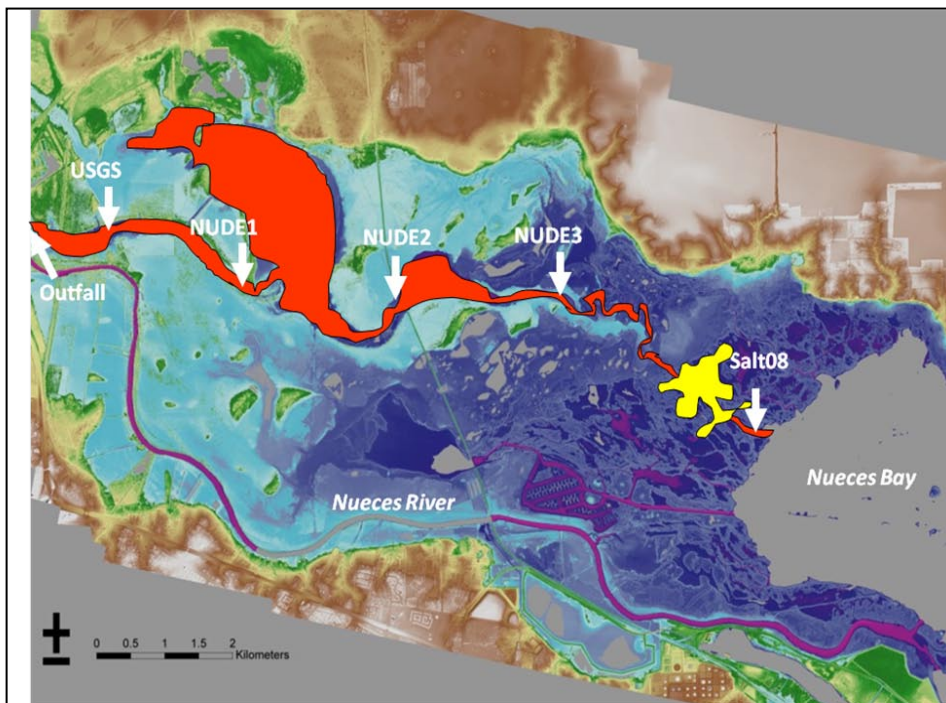 USGS
NUDE1
NUDE2
NUDE3
Outfall
Salt08
Nueces Bay
Nueces River
0 0.5 1 1.5 2
Kilometers